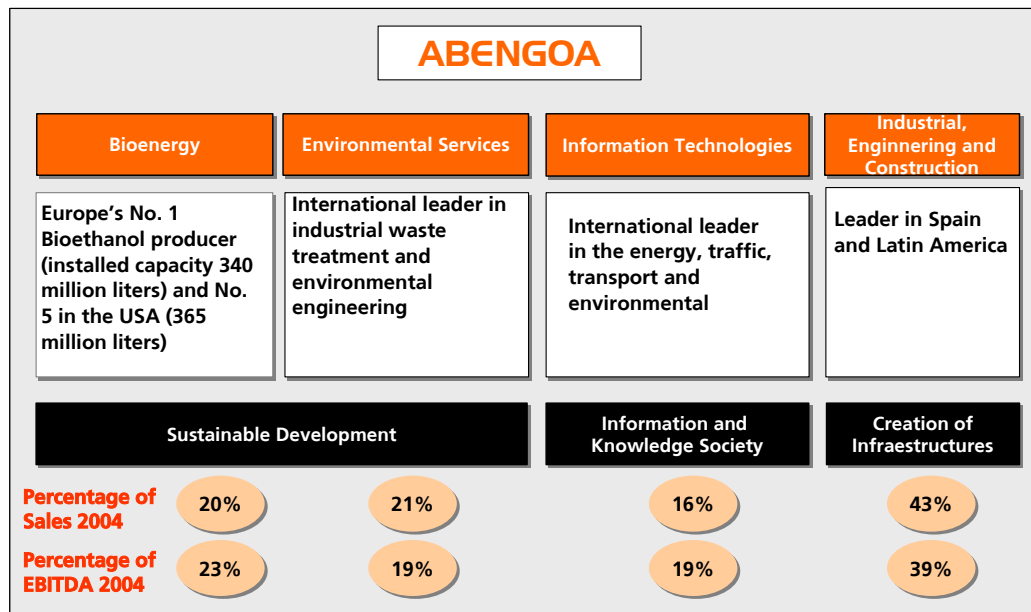 ABENGOA
Bioenergy
Environmental Services
Information Technologies
Industrial,
Enginnering and
Construction
Europe’s No. 1
Bioethanol producer
(installed capacity 340
million liters) and No.
5 in the USA (365
million liters)
International leader in
industrial waste
treatment and
environmental
engineering
International leader
in the energy, traffic,
transport and
environmental
Leader in Spain
and Latin America
Sustainable Development
Information and
Knowledge Society
Creation of
Infraestructures
Percentage of
Sales 2004
20%
21%
16%
43%
Percentage of
EBITDA 2004
23%
19%
19%
39%